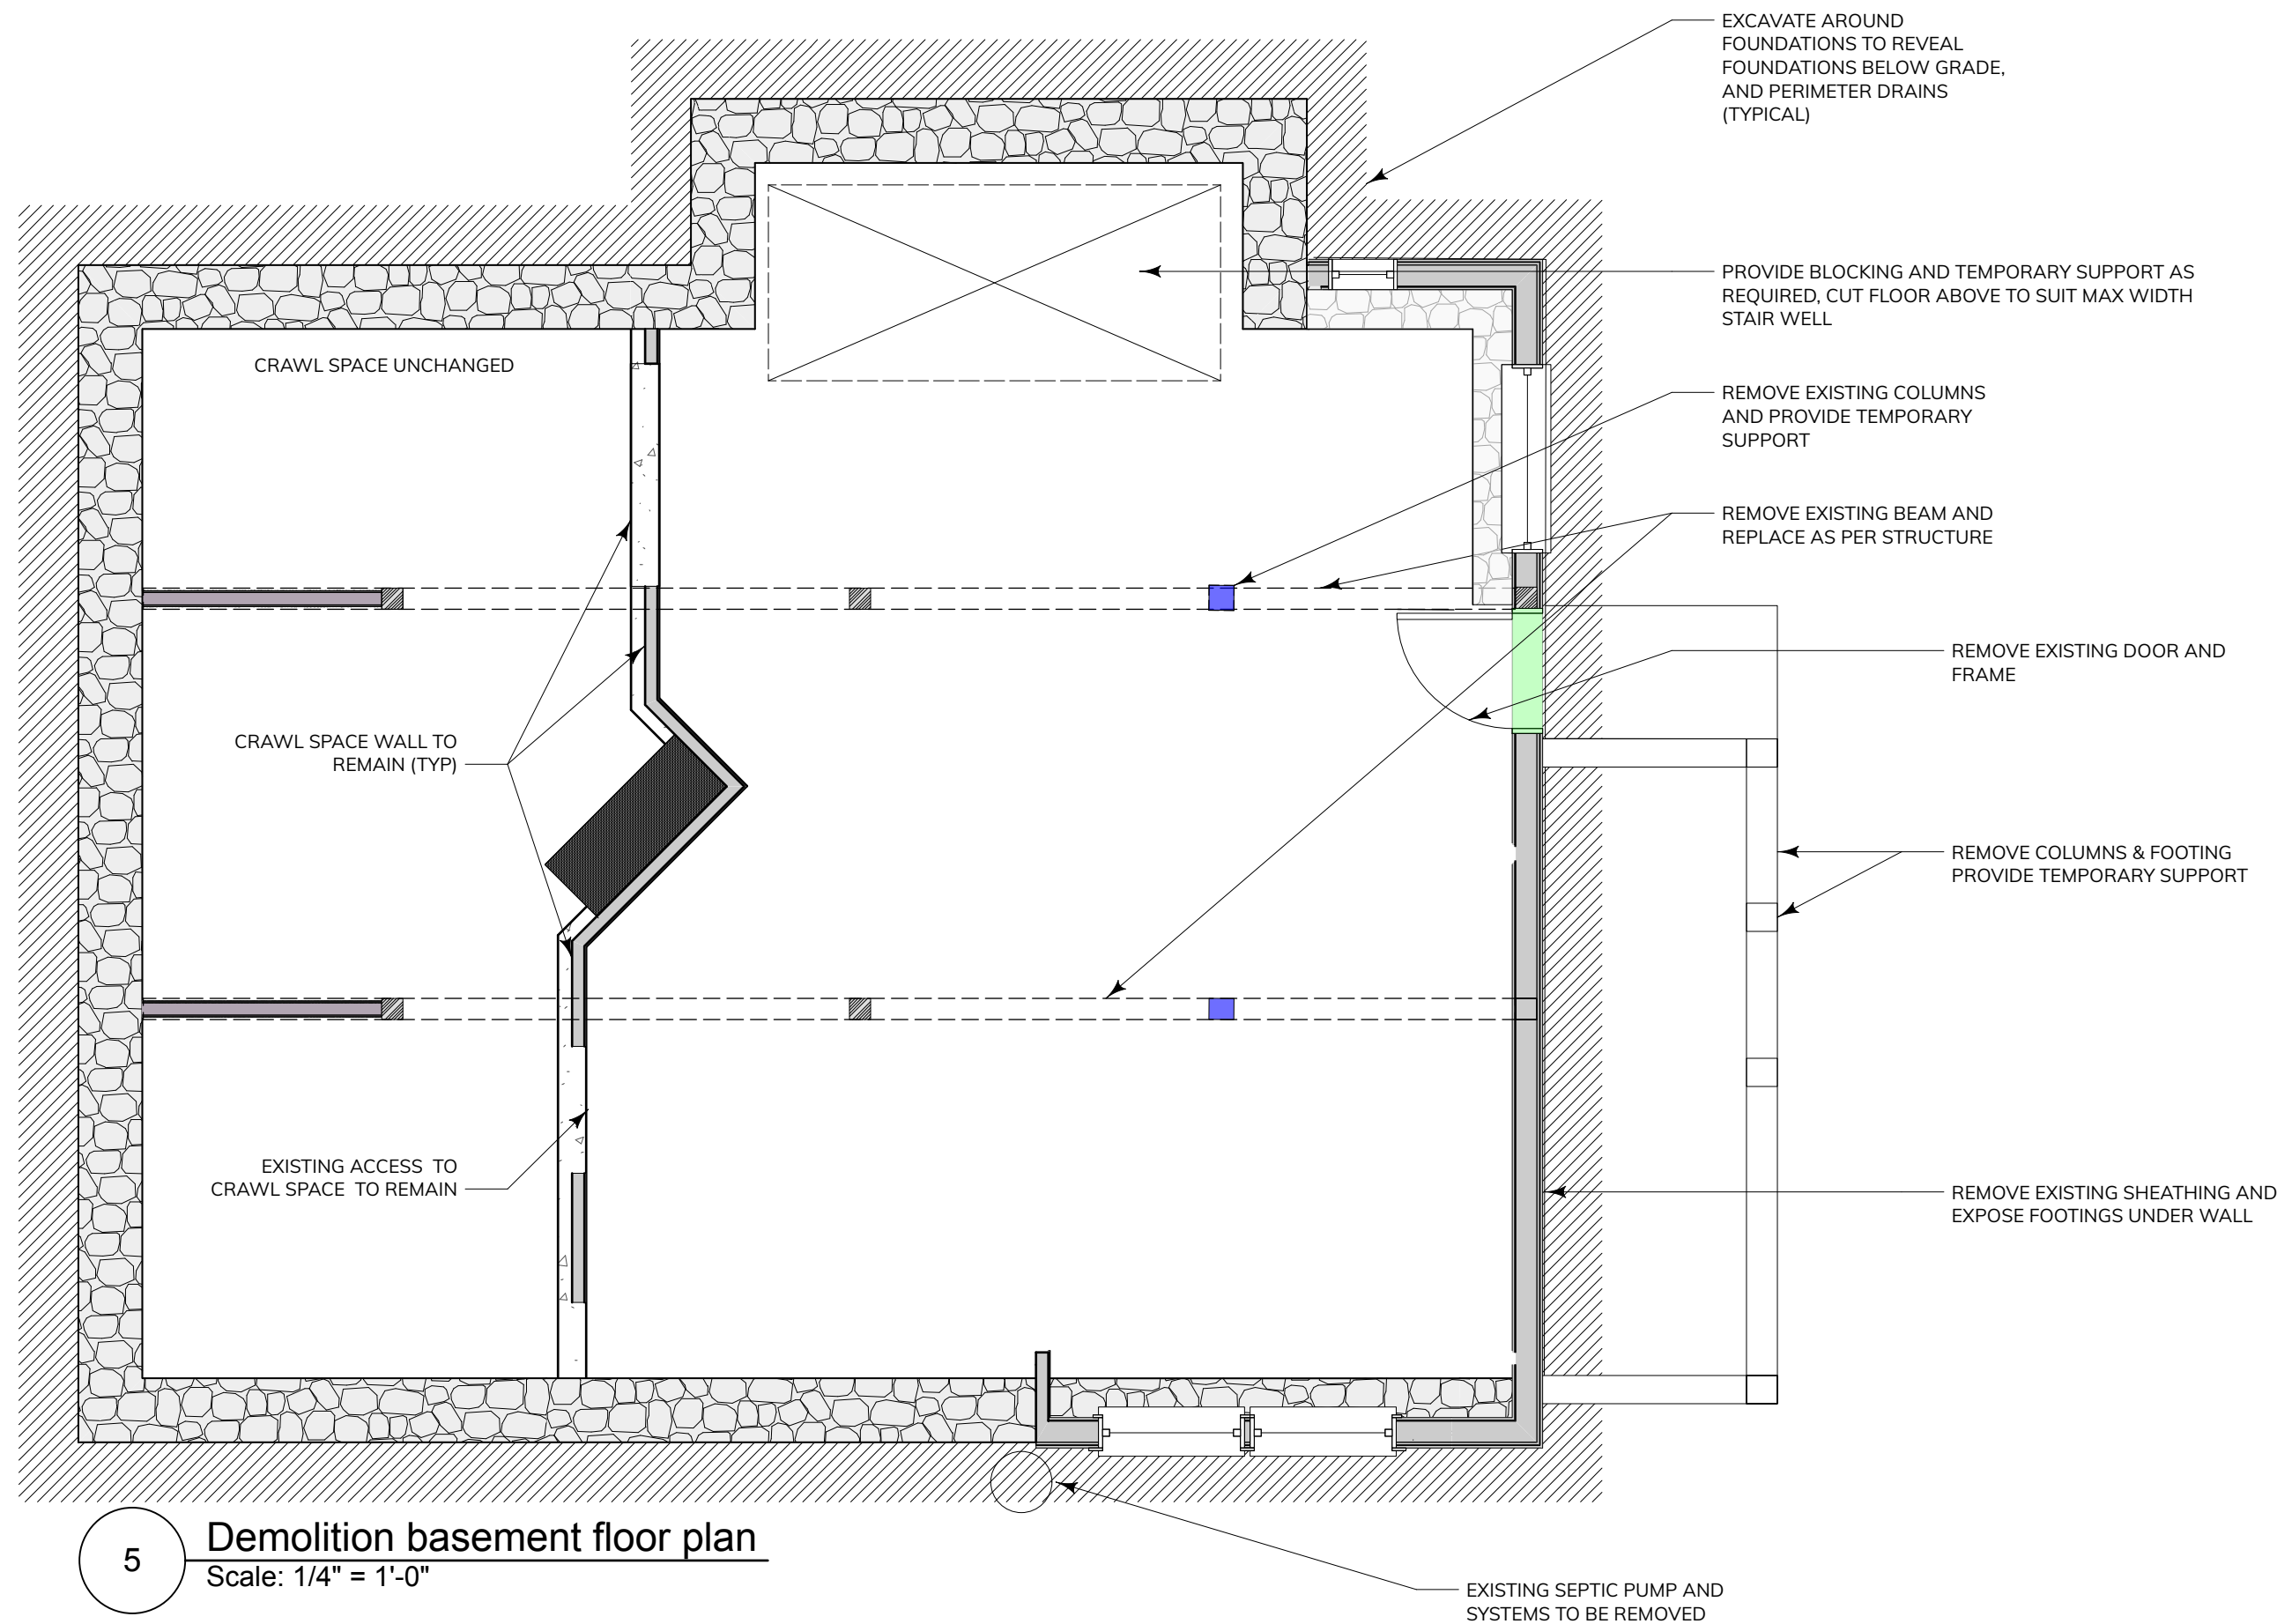 EXCAVATE AROUND
FOUNDATIONS TO REVEAL
FOUNDATIONS BELOW GRADE,
AND PERIMETER DRAINS
(TYPICAL)
PROVIDE BLOCKING AND TEMPORARY SUPPORT AS
REQUIRED, CUT FLOOR ABOVE TO SUIT MAX WIDTH
STAIR WELL
CRAWL SPACE UNCHANGED
REMOVE EXISTING COLUMNS
AND PROVIDE TEMPORARY
SUPPORT
REMOVE EXISTING BEAM AND
REPLACE AS PER STRUCTURE
REMOVE EXISTING DOOR AND
FRAME
CRAWL SPACE WALL TO
REMAIN (TYP)
REMOVE COLUMNS & FOOTING
PROVIDE TEMPORARY SUPPORT
EXISTING ACCESS TO
CRAWL SPACE TO REMAIN
REMOVE EXISTING SHEATHING AND
EXPOSE FOOTINGS UNDER WALL
5
Demolition basement floor plan
Scale: 1/4" = 1'-0"
EXISTING SEPTIC PUMP AND
SYSTEMS TO BE REMOVED